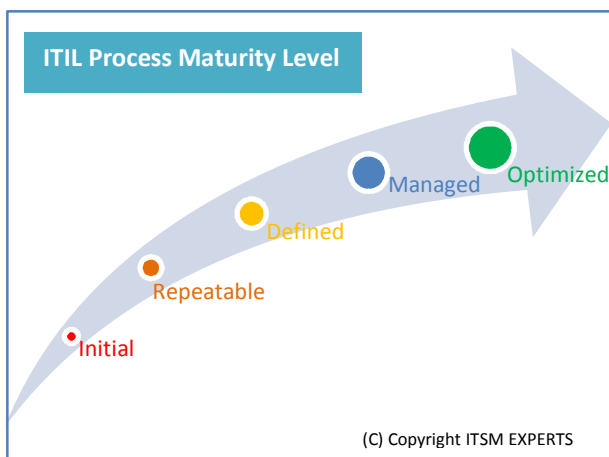 ITIL Process Maturity Level
Optimized
Managed
Defined
Repeatable
Initial
(C) Copyright ITSM EXPERTS